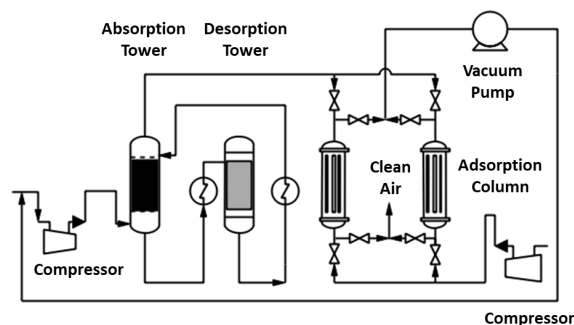 Absorption
Tower
Desorption
Tower
Vacuum
Pump
Clean
Air
Adsorption
Column
Compressor
Compressor